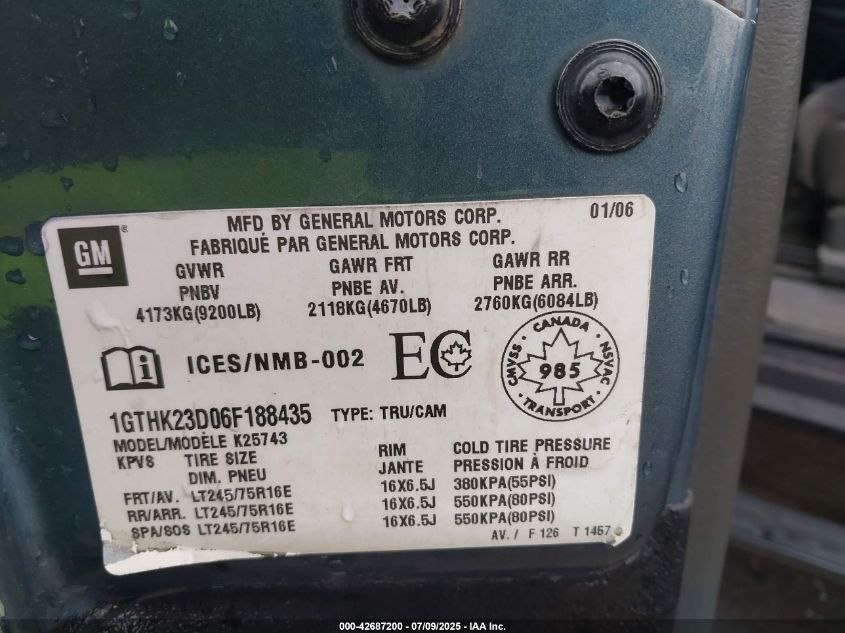 MFD BY GENERAL MOTORS CORP. 01/06
FABRIQUÉ PAR GENERAL MOTORS CORP.
GM ®
GVWR GAWR FRT GAWR RR
PNBV PNBE AV. PNBE ARR.
4173KG(9200LB) 2118KG(4670LB) 2760KG(6084LB)
i ICES/NMB-002 EC
CANADA
CMVSS 985 NSVAC
TRANSPORT
1GTHK23D06F188435 TYPE: TRU/CAM
MODEL/MODÈLE K25743
KPVS TIRE SIZE RIM COLD TIRE PRESSURE
DIM. PNEU JANTE PRESSION À FROID
FRT/AV. LT245/75R16E 16X6.5J 380KPA(55PSI)
RR/ARR. LT245/75R16E 16X6.5J 550KPA(80PSI)
SPA/SOS LT245/75R16E 16X6.5J 550KPA(80PSI)
AV. / F 126 T 1457
000-42687200 / 07/09/2025 - IAA Inc.